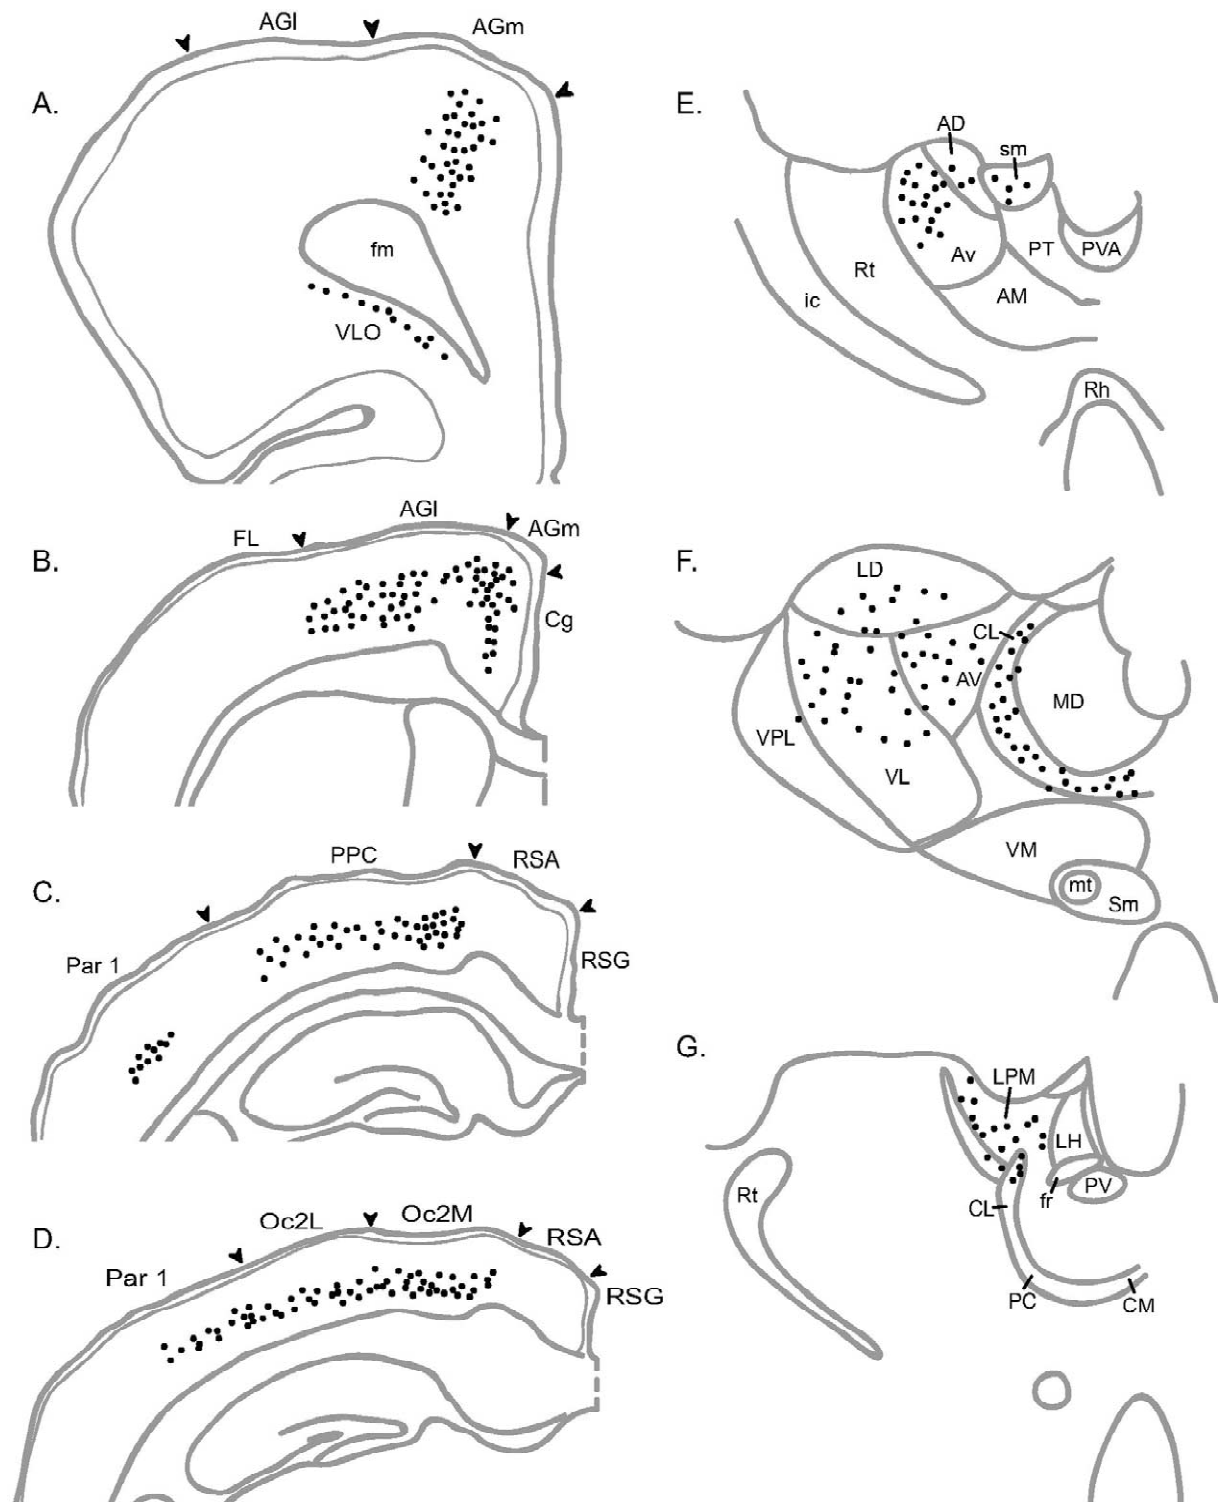 A.
AGl
AGm
fm
VLO
B.
FL
AGl
AGm
Cg
C.
Par 1
PPC
RSA
RSG
D.
Par 1
Oc2L
Oc2M
RSA
RSG
E.
AD
sm
Rt
Av
PT
PVA
ic
AM
Rh
F.
LD
CL
AV
MD
VPL
VL
VM
mt
Sm
G.
LPM
LH
Rt
CL
fr
PV
PC
CM